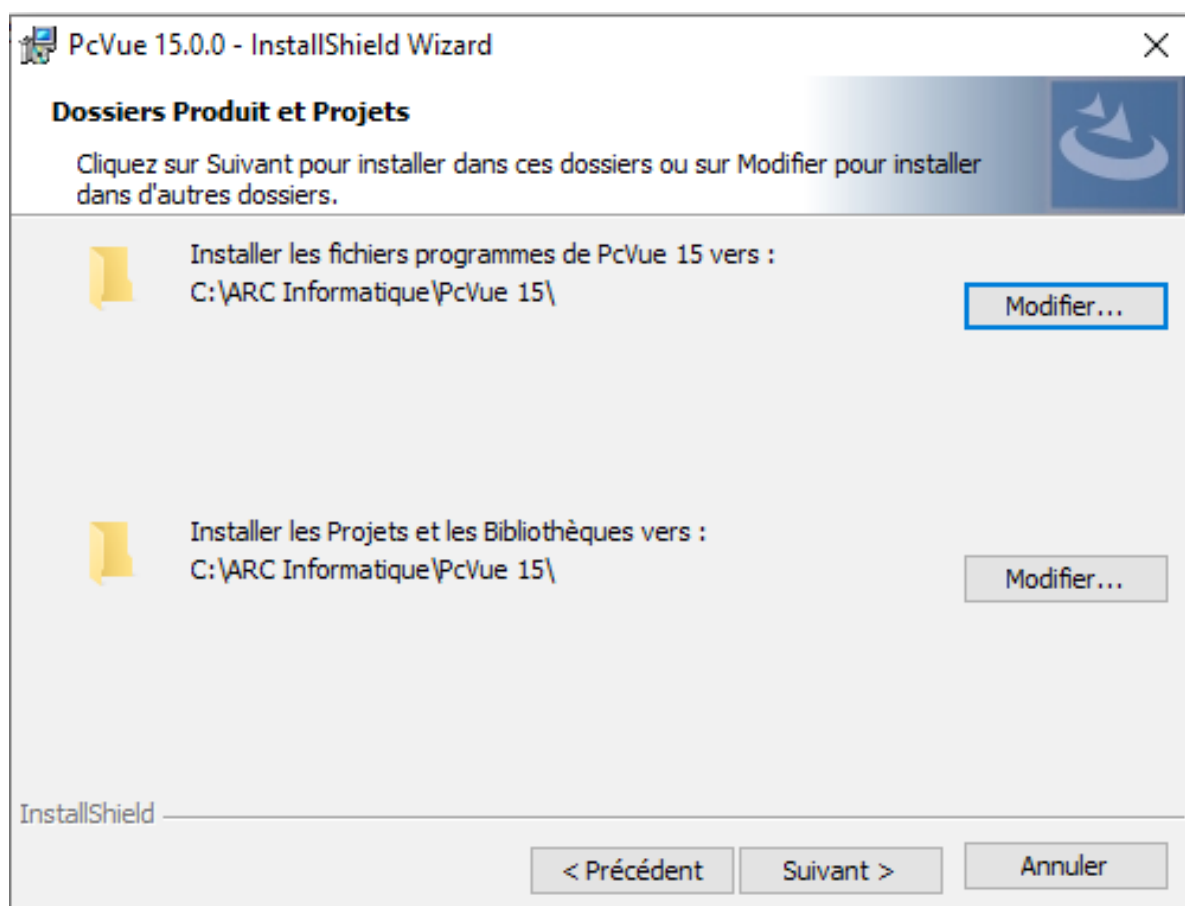 PcVue 15.0.0 - InstallShield Wizard
Dossiers Produit et Projets
Cliquez sur Suivant pour installer dans ces dossiers ou sur Modifier pour installer
dans d'autres dossiers.
Installer les fichiers programmes de PcVue 15 vers :
C:\ARC Informatique\PcVue 15\
Modifier...
Installer les Projets et les Bibliothèques vers :
C:\ARC Informatique\PcVue 15\
Modifier...
InstallShield
< Précédent
Suivant >
Annuler